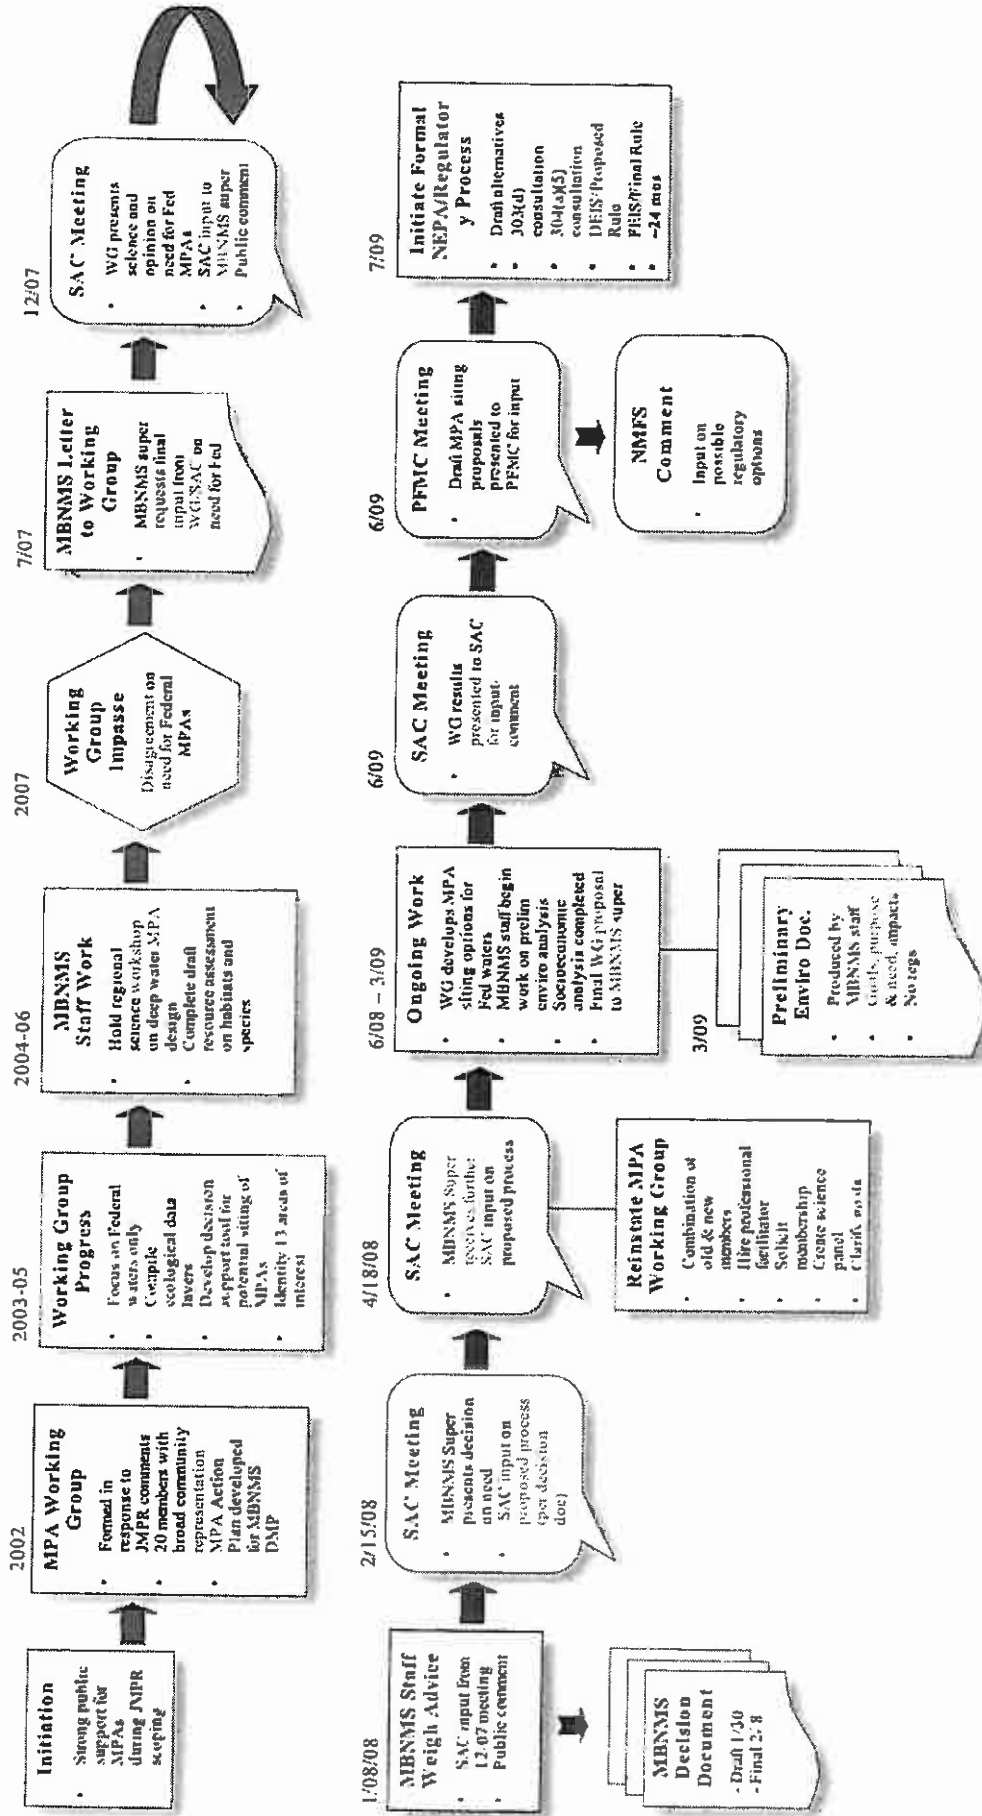 Initiation
• Strong public
support for
MPAs
during JMPR
scoping
2002
MPA Working
Group
• Formed in
response to
JMPR comments
• 20 members with
broad community
representation
• MPA Action
Plan developed
for MBNMS
DMP
2003-05
Working Group
Progress
• Focus on Federal
waters only
• Compile
ecological data
layers
• Develop decision
support tool for
potential siting of
MPAs
• Identify 13 areas of
interest
2004-06
MBNMS
Staff Work
• Hold regional
science workshop
on deep water MPA
design
• Complete draft
resource assessment
on habitats and
species
2007
Working
Group
Impasse
Disagreement on
need for Federal
MPAs
7/07
MBNMS Letter
to Working
Group
• MBNMS super
requests final
input from
WG/SAC on
need for Fed
12/07
SAC Meeting
• WG presents
science and
opinion on
need for Fed
MPAs
• SAC input to
MBNMS super
• Public comment
1/08/08
MBNMS Staff
Weigh Advice
• SAC input from
12/07 meeting
• Public comment
MBNMS
Decision
Document
- Draft 1/30
- Final 2/8
2/15/08
SAC Meeting
• MBNMS Super
presents decision
on need
• SAC input on
proposed process
(per decision
doc)
4/18/08
SAC Meeting
• MBNMS Super
receives further
SAC input on
proposed process
Reinstate MPA
Working Group
• Combination of
old & new
members
• Hire professional
facilitator
• Solicit
membership
• Create science
panel
• Clarify goals
6/08 – 3/09
Ongoing Work
• WG develops MPA
siting options for
Fed waters
• MBNMS staff begin
work on prelim
enviro analysis
• Socioeconomic
analysis completed
• Final WG proposal
to MBNMS super
3/09
Preliminary
Enviro Doc.
• Produced by
MBNMS staff
• Goals, purpose
& need, impacts
• No regs
6/09
SAC Meeting
• WG results
presented to SAC
for input-
comment
6/09
PFMC Meeting
• Draft MPA siting
proposals
presented to
PFMC for input
NMFS
Comment
• Input on
possible
regulatory
options
7/09
Initiate Formal
NEPA/Regulator
y Process
• Draft alternatives
• 303(d)
consultation
• 304(a)(5)
consultation
• DEIS/Proposed
Rule
• FEIS/Final Rule
• ~24 mos